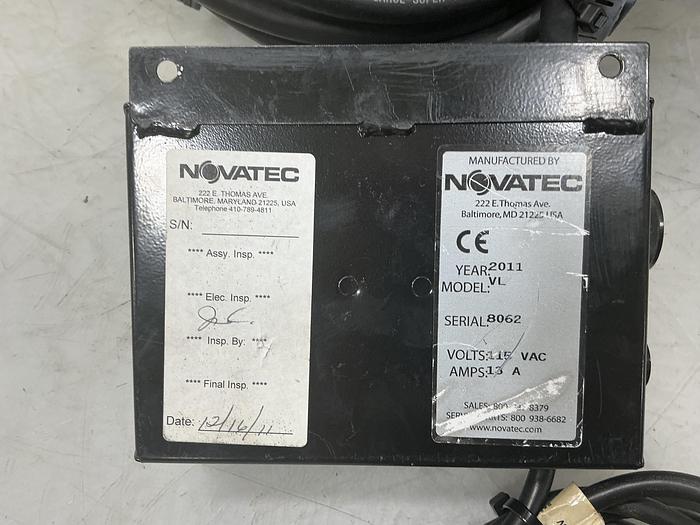 NOVATEC
222 E. THOMAS AVE.
BALTIMORE, MARYLAND 21225, USA
Telephone 410-789-4811
S/N:
**** Assy. Insp. ****
**** Elec. Insp. ****
**** Insp. By: ****
**** Final Insp. ****
Date: 12/16/11
MANUFACTURED BY
NOVATEC
222 E. Thomas Ave.
Baltimore, MD 21225 USA
CE
YEAR: 2011
MODEL: VL
SERIAL: 8062
VOLTS: 115 VAC
AMPS: 13 A
SALES: 800 8379
PARTS: 800 938-6682
www.novatec.com